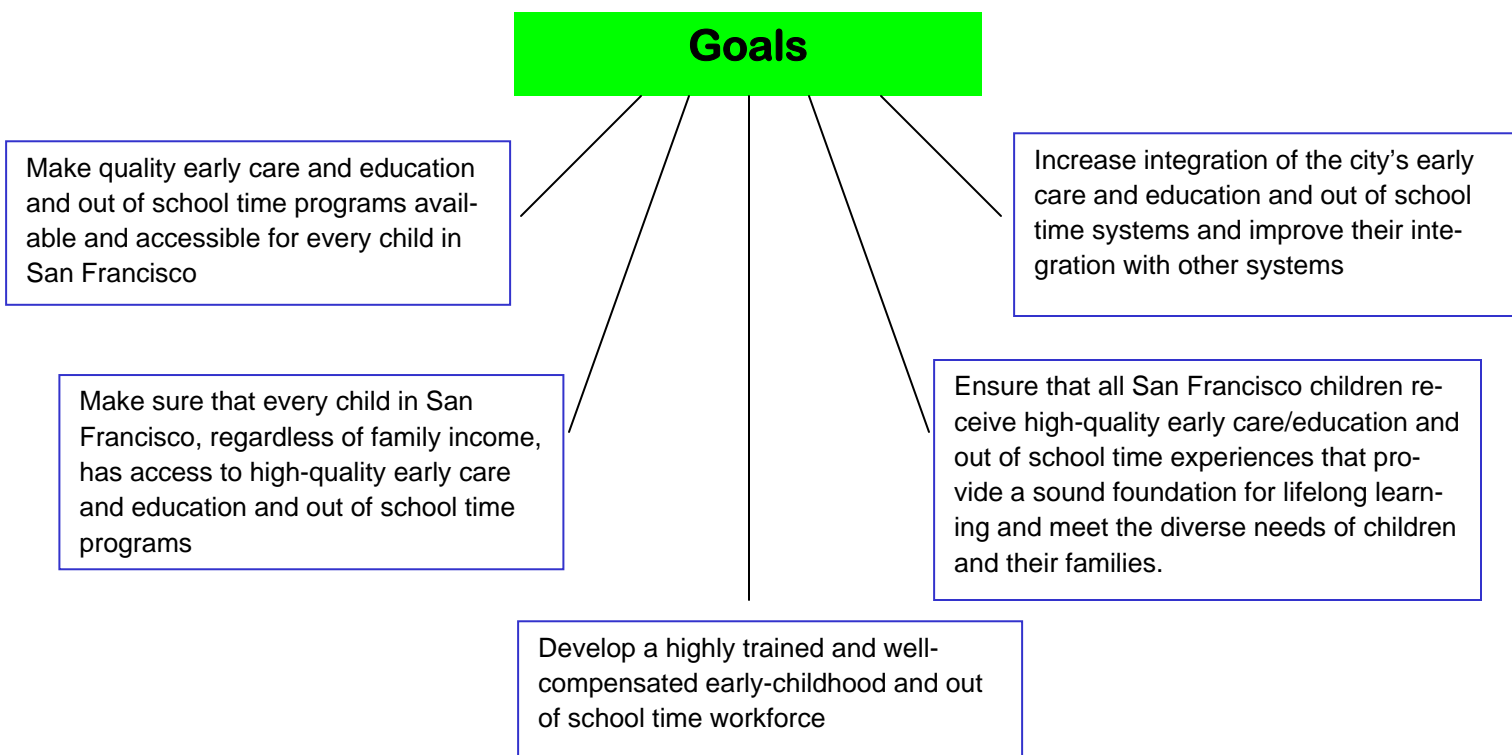 Goals
Make quality early care and education
and out of school time programs avail-
able and accessible for every child in
San Francisco
Increase integration of the city's early
care and education and out of school
time systems and improve their inte-
gration with other systems
Make sure that every child in San
Francisco, regardless of family income,
has access to high-quality early care
and education and out of school time
programs
Ensure that all San Francisco children re-
ceive high-quality early care/education and
out of school time experiences that pro-
vide a sound foundation for lifelong learn-
ing and meet the diverse needs of children
and their families.
Develop a highly trained and well-
compensated early-childhood and out
of school time workforce